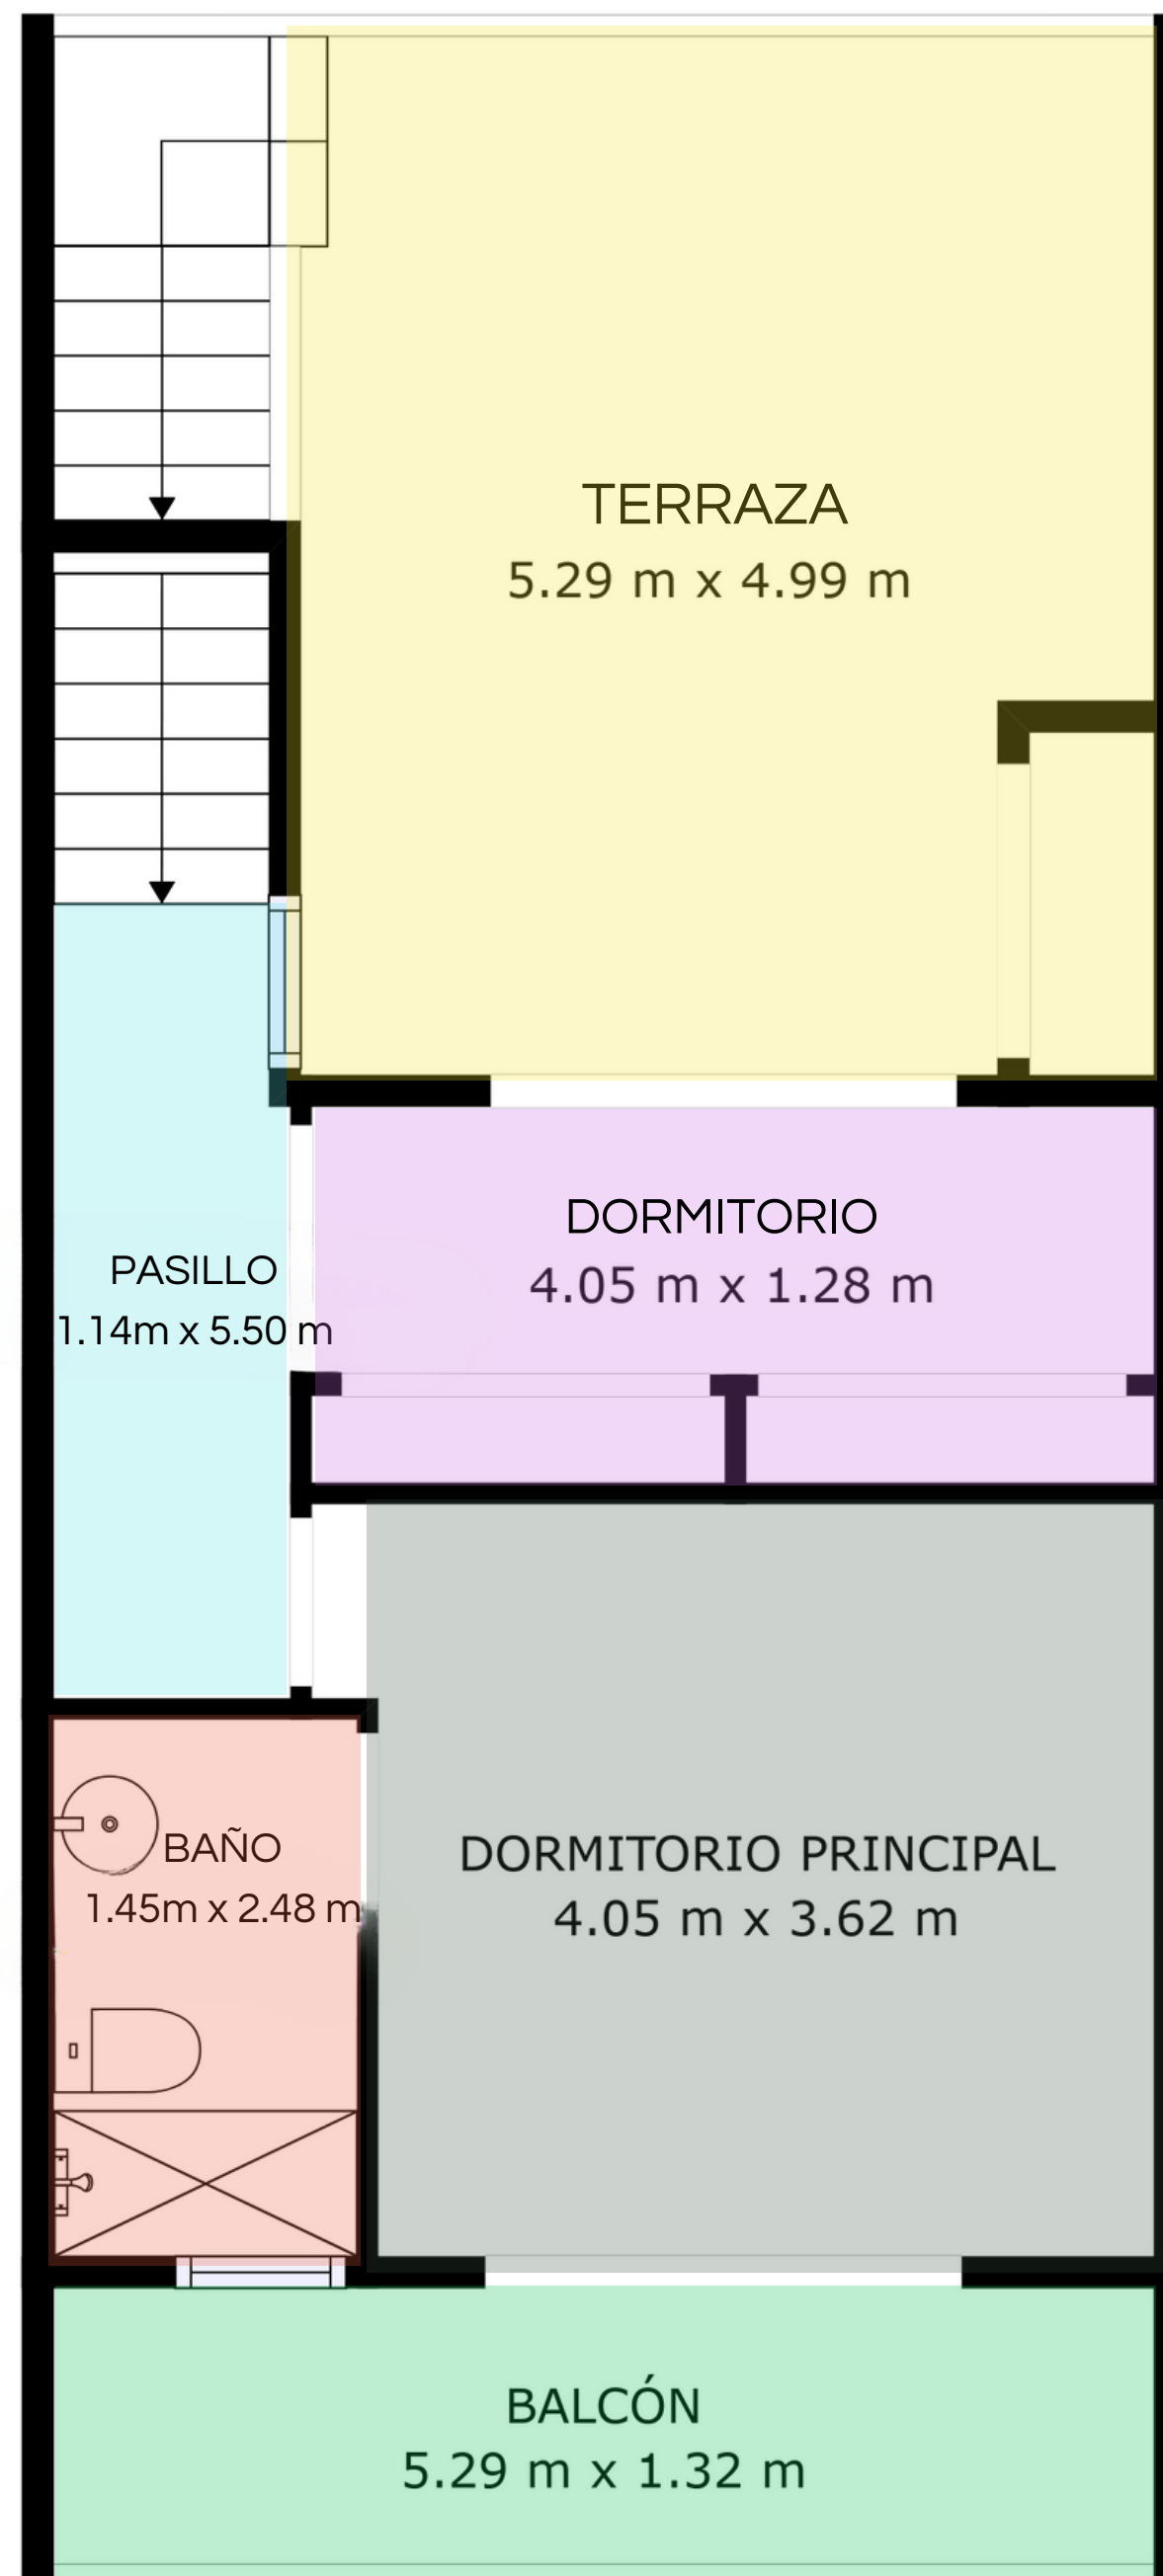 TERRAZA
5.29 m x 4.99 m
DORMITORIO
4.05 m x 1.28 m
PASILLO
1.14m x 5.50 m
BAÑO
1.45m x 2.48 m
DORMITORIO PRINCIPAL
4.05 m x 3.62 m
BALCÓN
5.29 m x 1.32 m